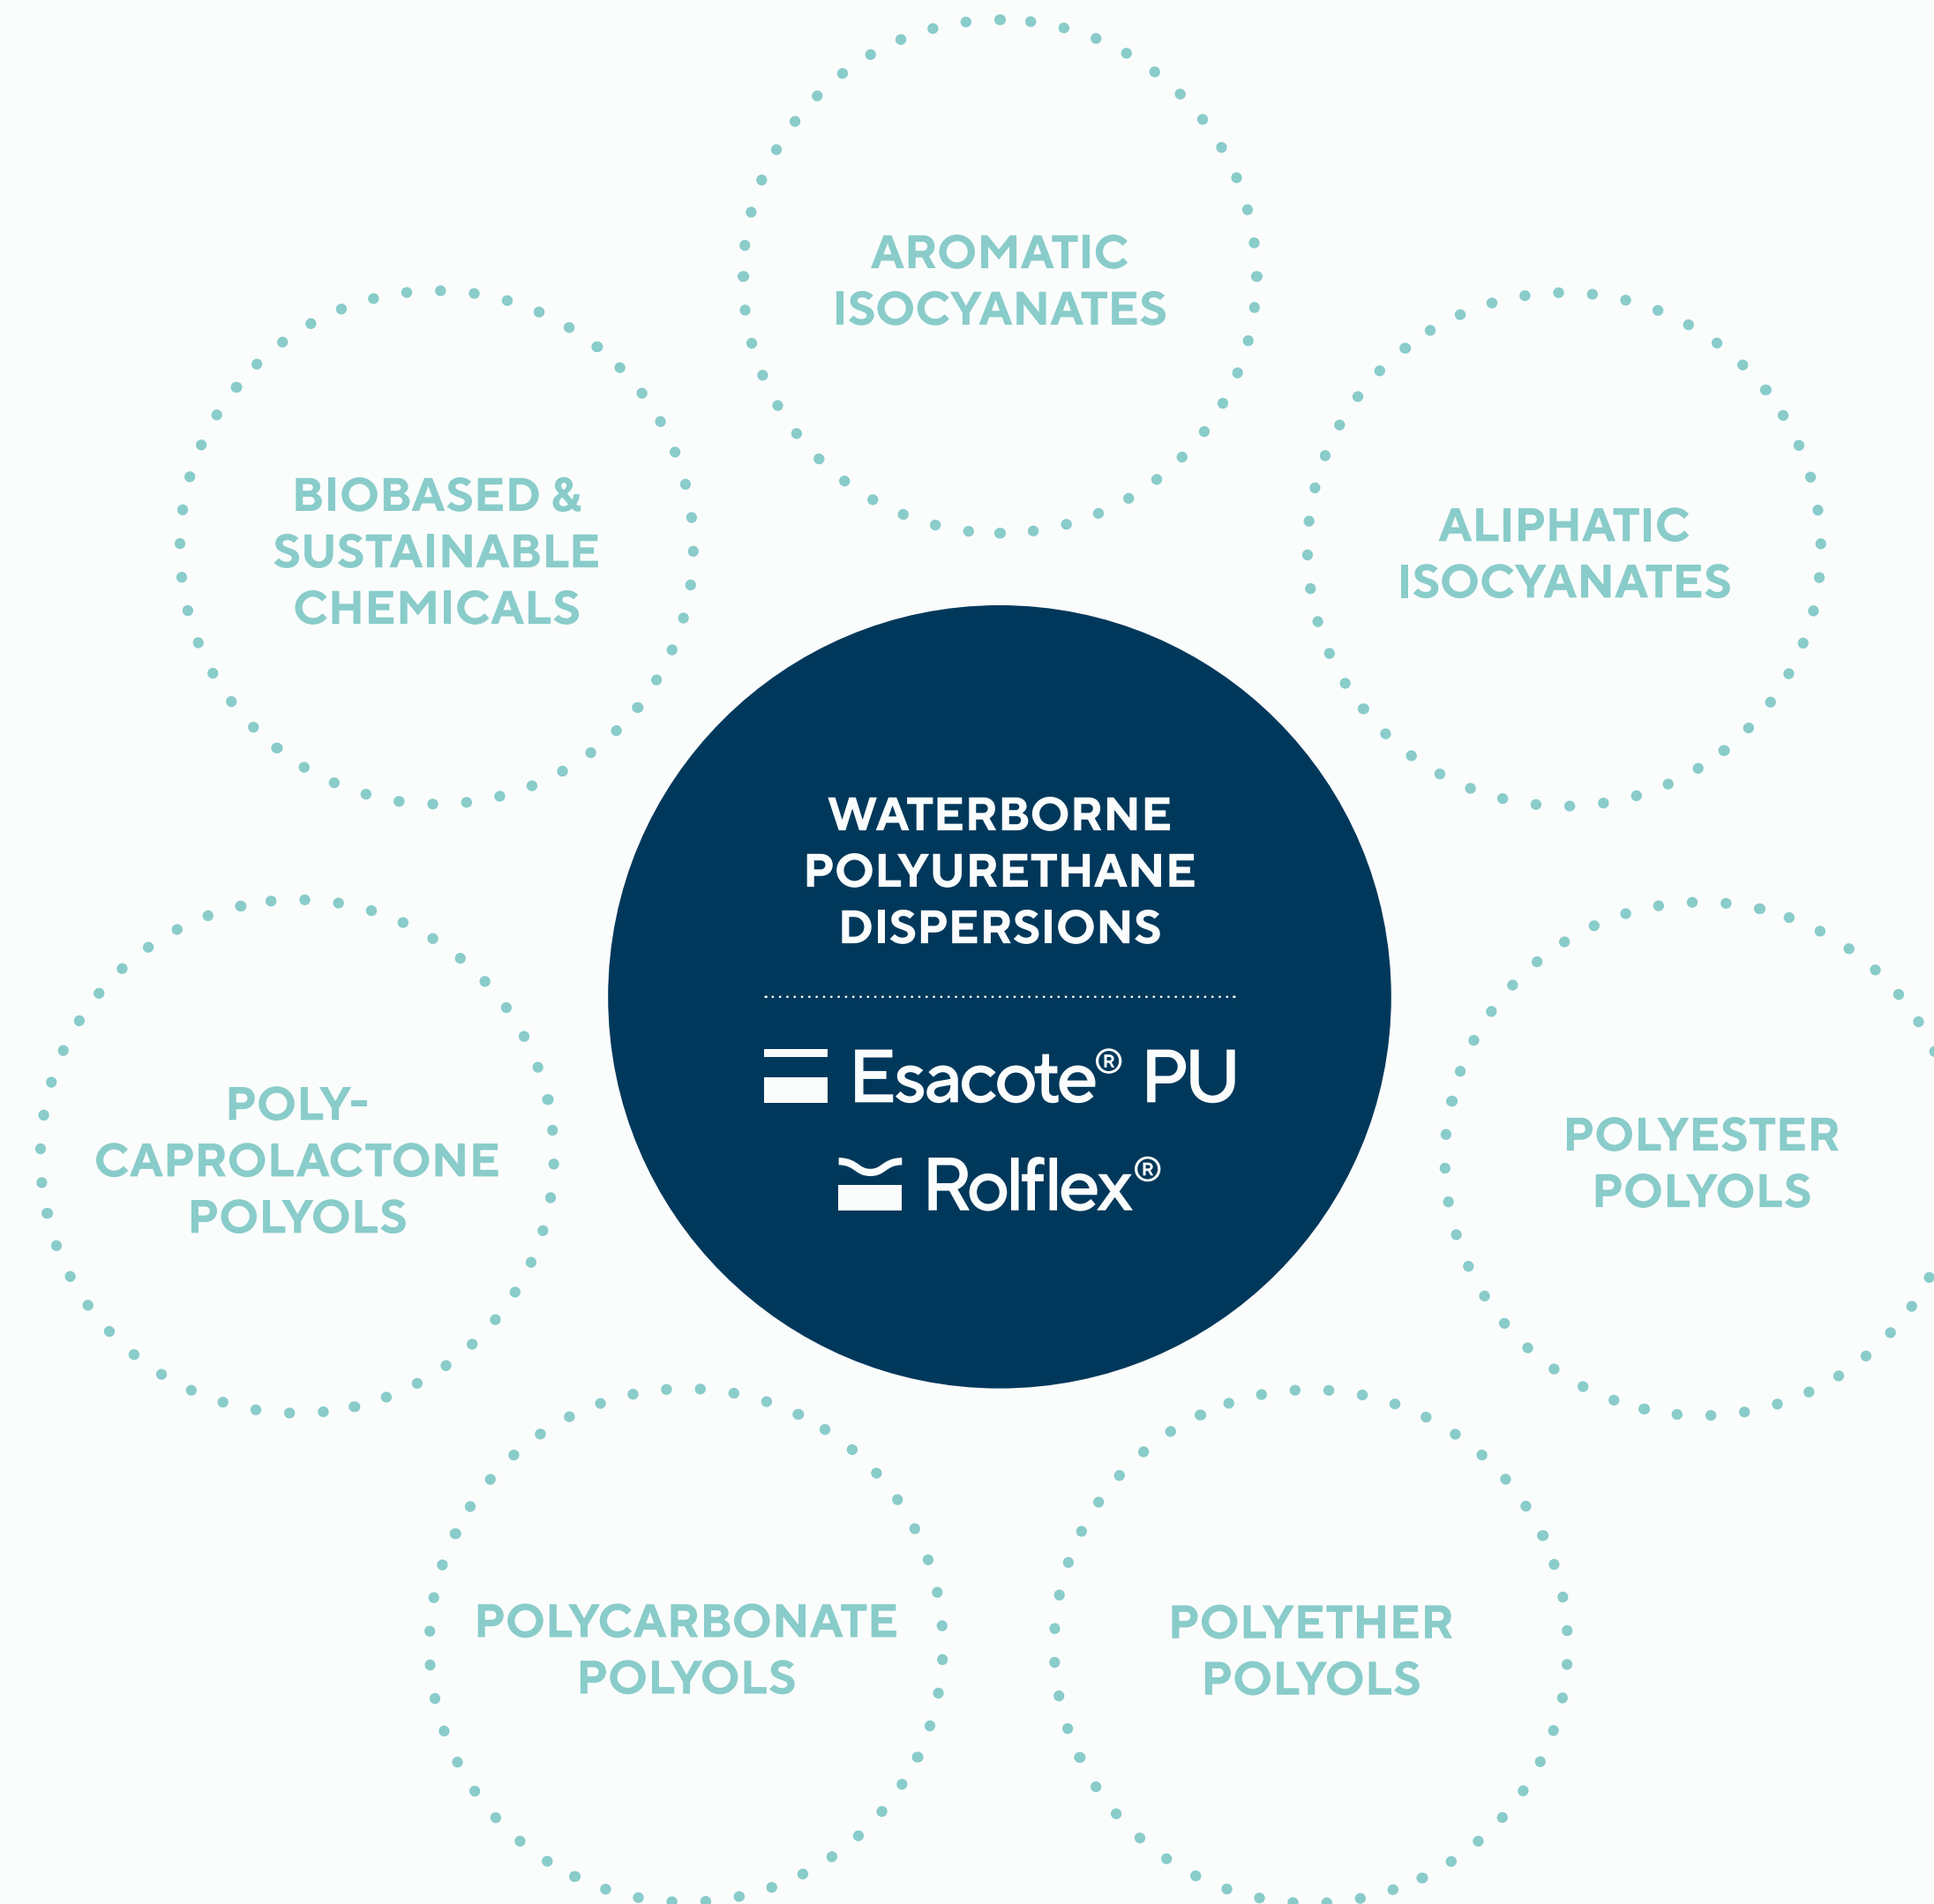 AROMATIC
ISOCYANATES
BIOBASED &
SUSTAINABLE
CHEMICALS
ALIPHATIC
ISOCYANATES
WATERBORNE
POLYURETHANE
DISPERSIONS
Esacote® PU
Rolflex®
POLY-
CAPROLACTONE
POLYOLS
POLYESTER
POLYOLS
POLYCARBONATE
POLYOLS
POLYETHER
POLYOLS